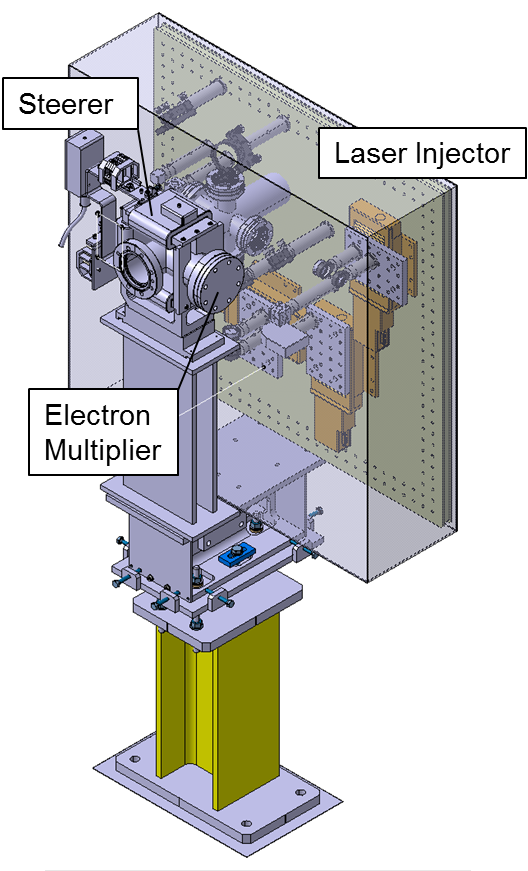 Steerer
Laser Injector
Electron
Multiplier